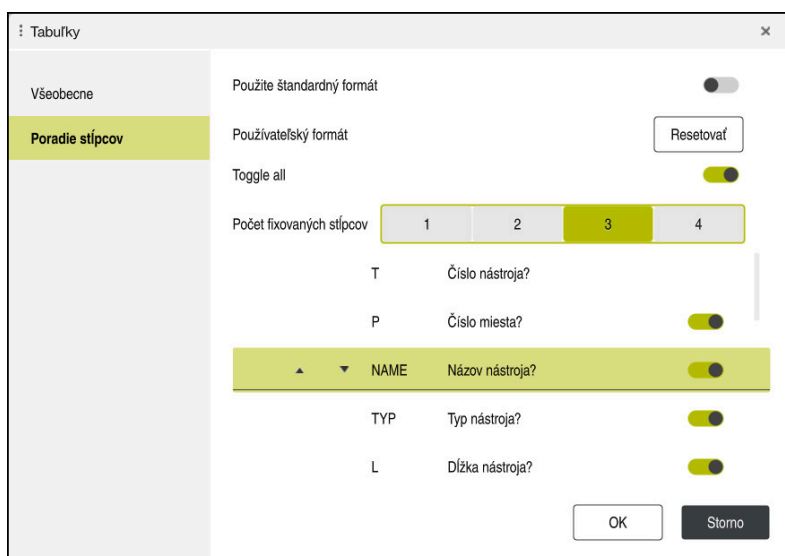 Tabuľky
Všeobecne
Poradie stĺpcov
Použite štandardný formát
Používateľský formát Resetovať
Toggle all
Počet fixovaných stĺpcov 1 2 3 4
T Číslo nástroja?
P Číslo miesta?
NAME Názov nástroja?
TYP Typ nástroja?
L Dĺžka nástroja?
OK Storno